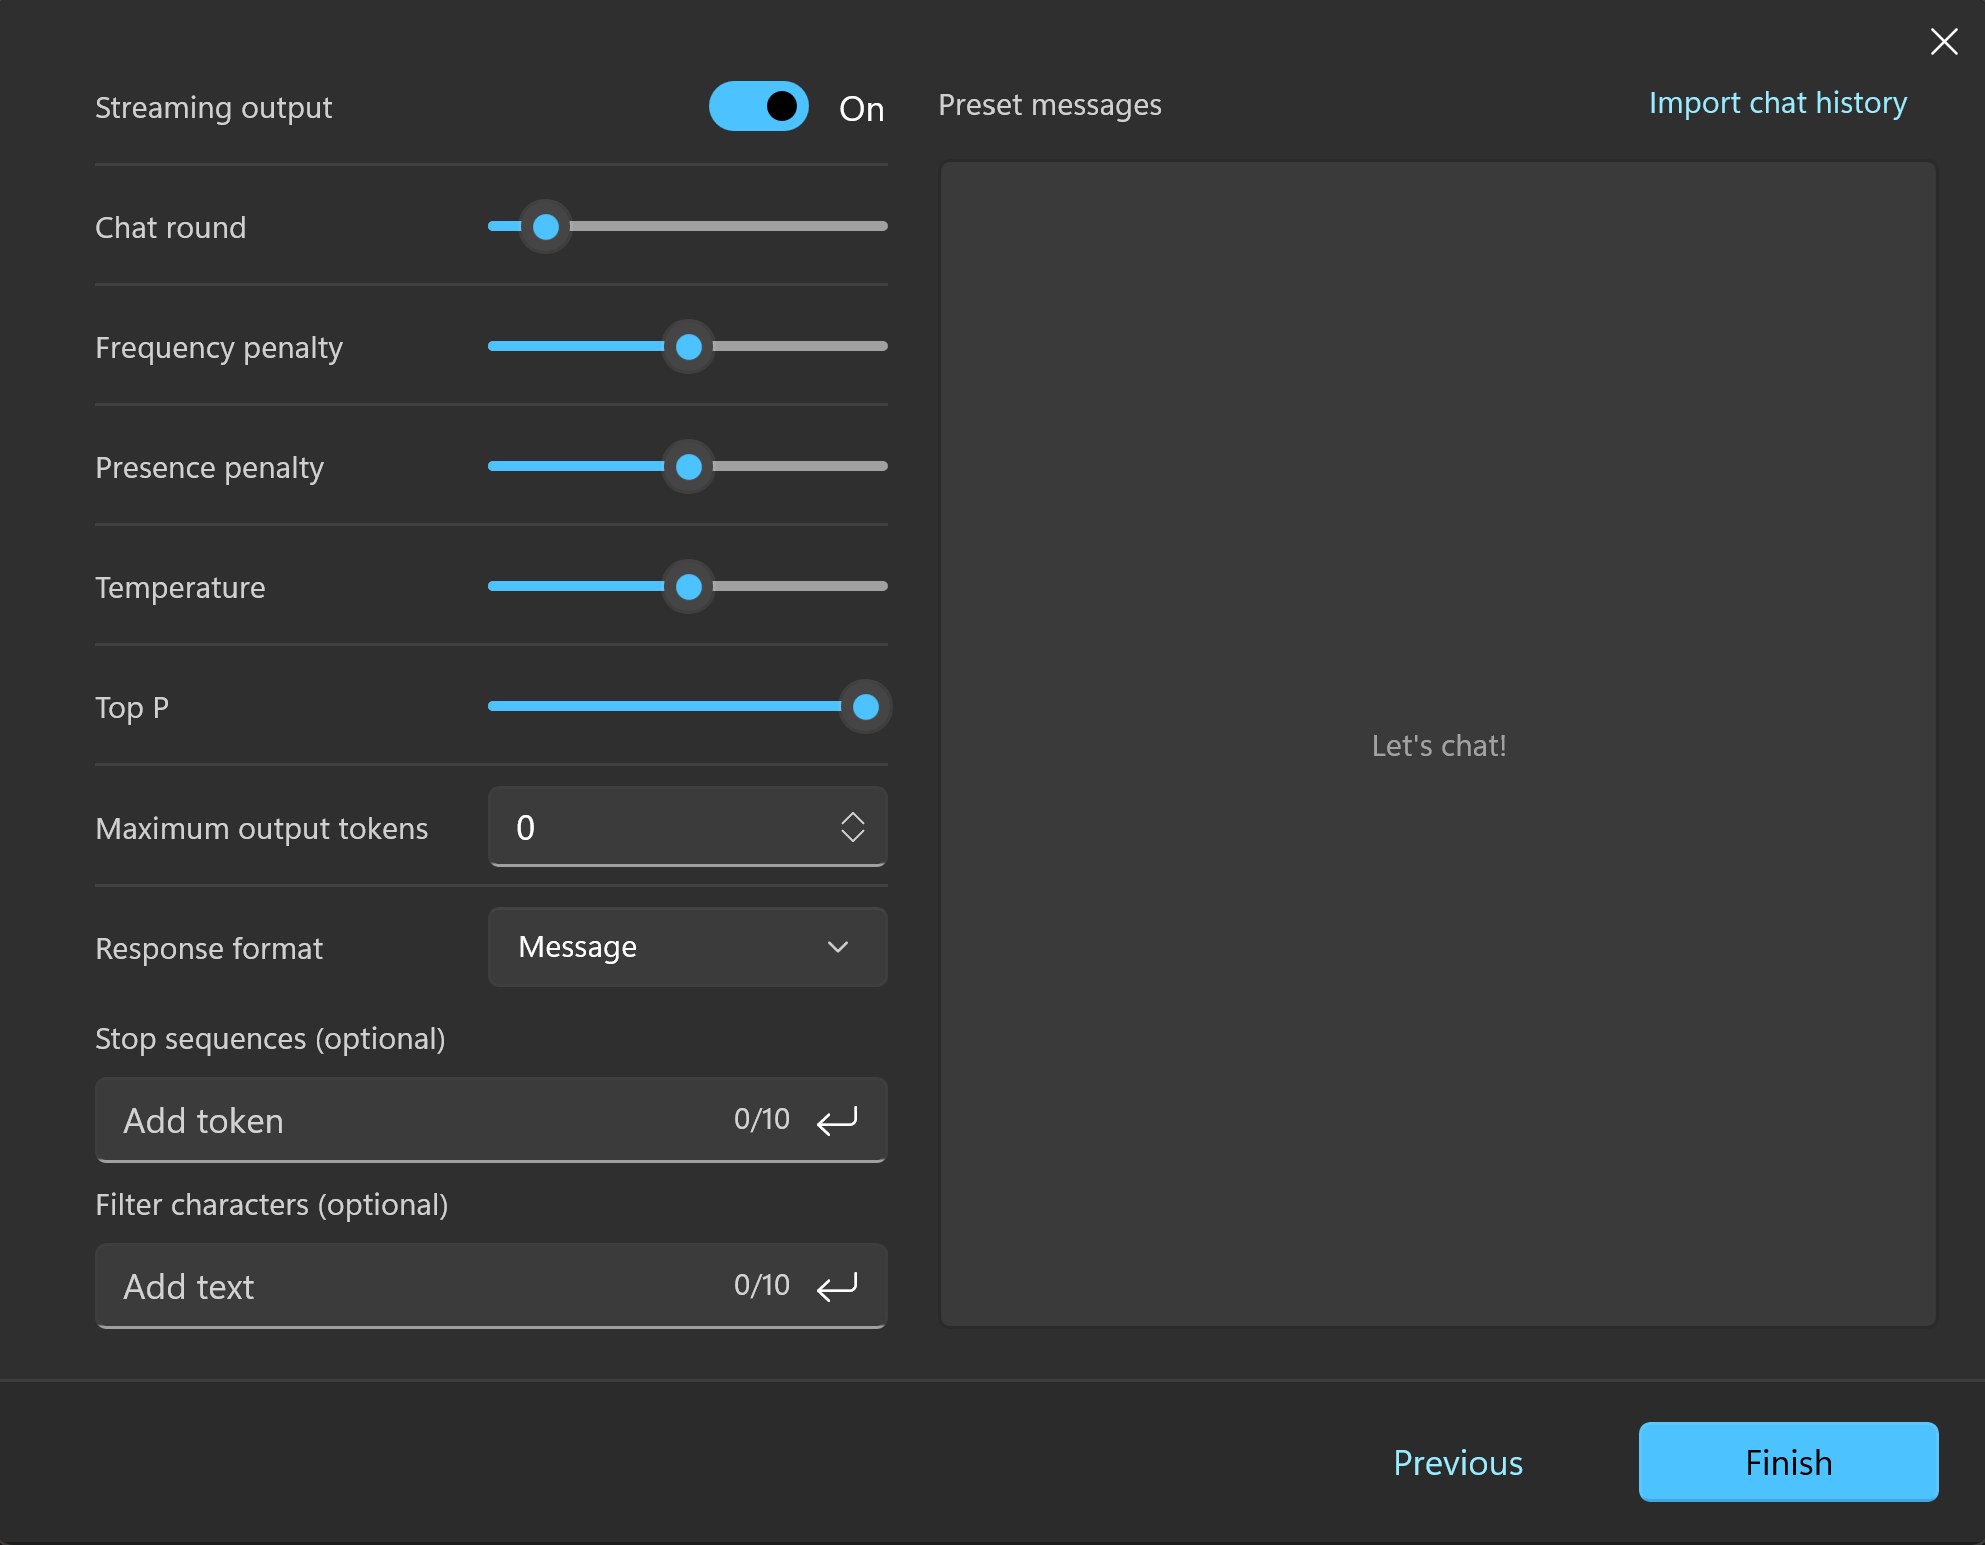 Streaming output
On
Chat round
Frequency penalty
Presence penalty
Temperature
Top P
Maximum output tokens
0
Response format
Message
Stop sequences (optional)
Add token
0/10
Filter characters (optional)
Add text
0/10
Preset messages
Import chat history
Let's chat!
Previous
Finish